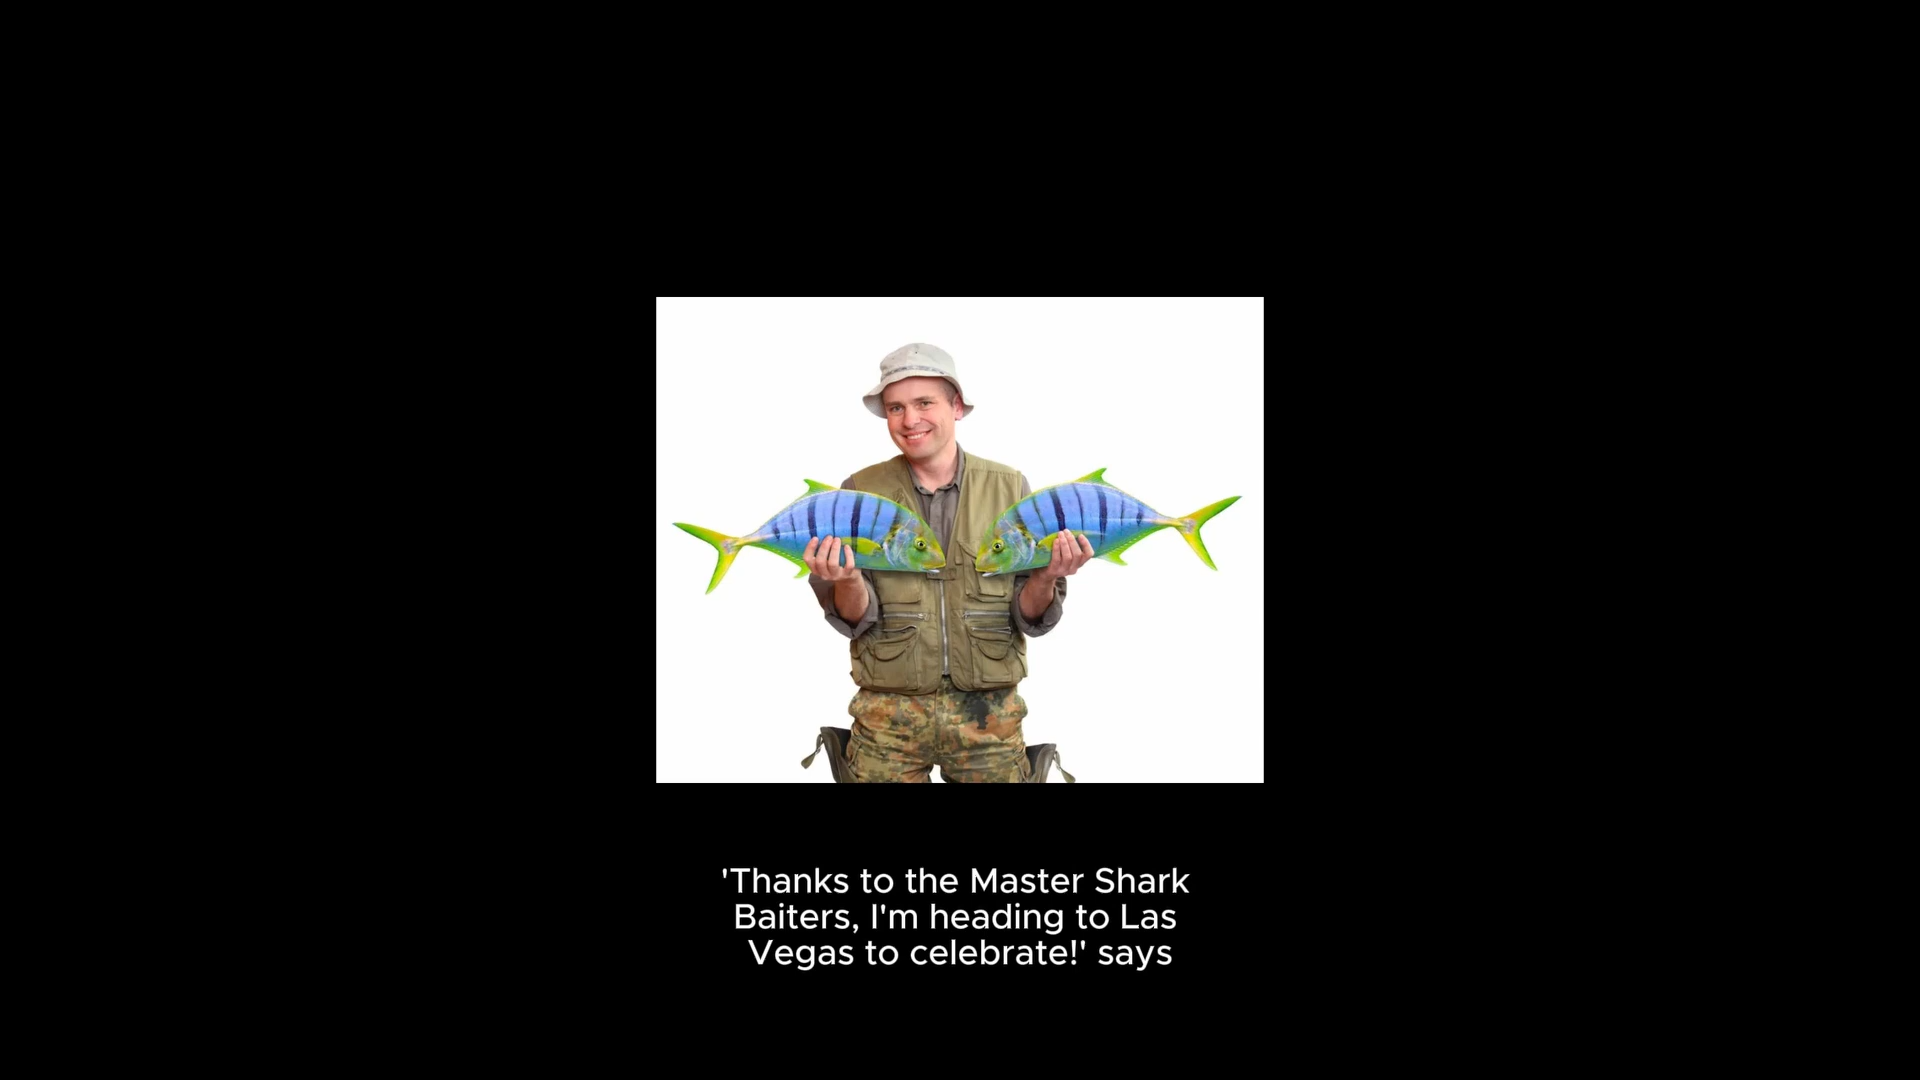 'Thanks to the Master Shark
Baiters, I'm heading to Las
Vegas to celebrate!' says